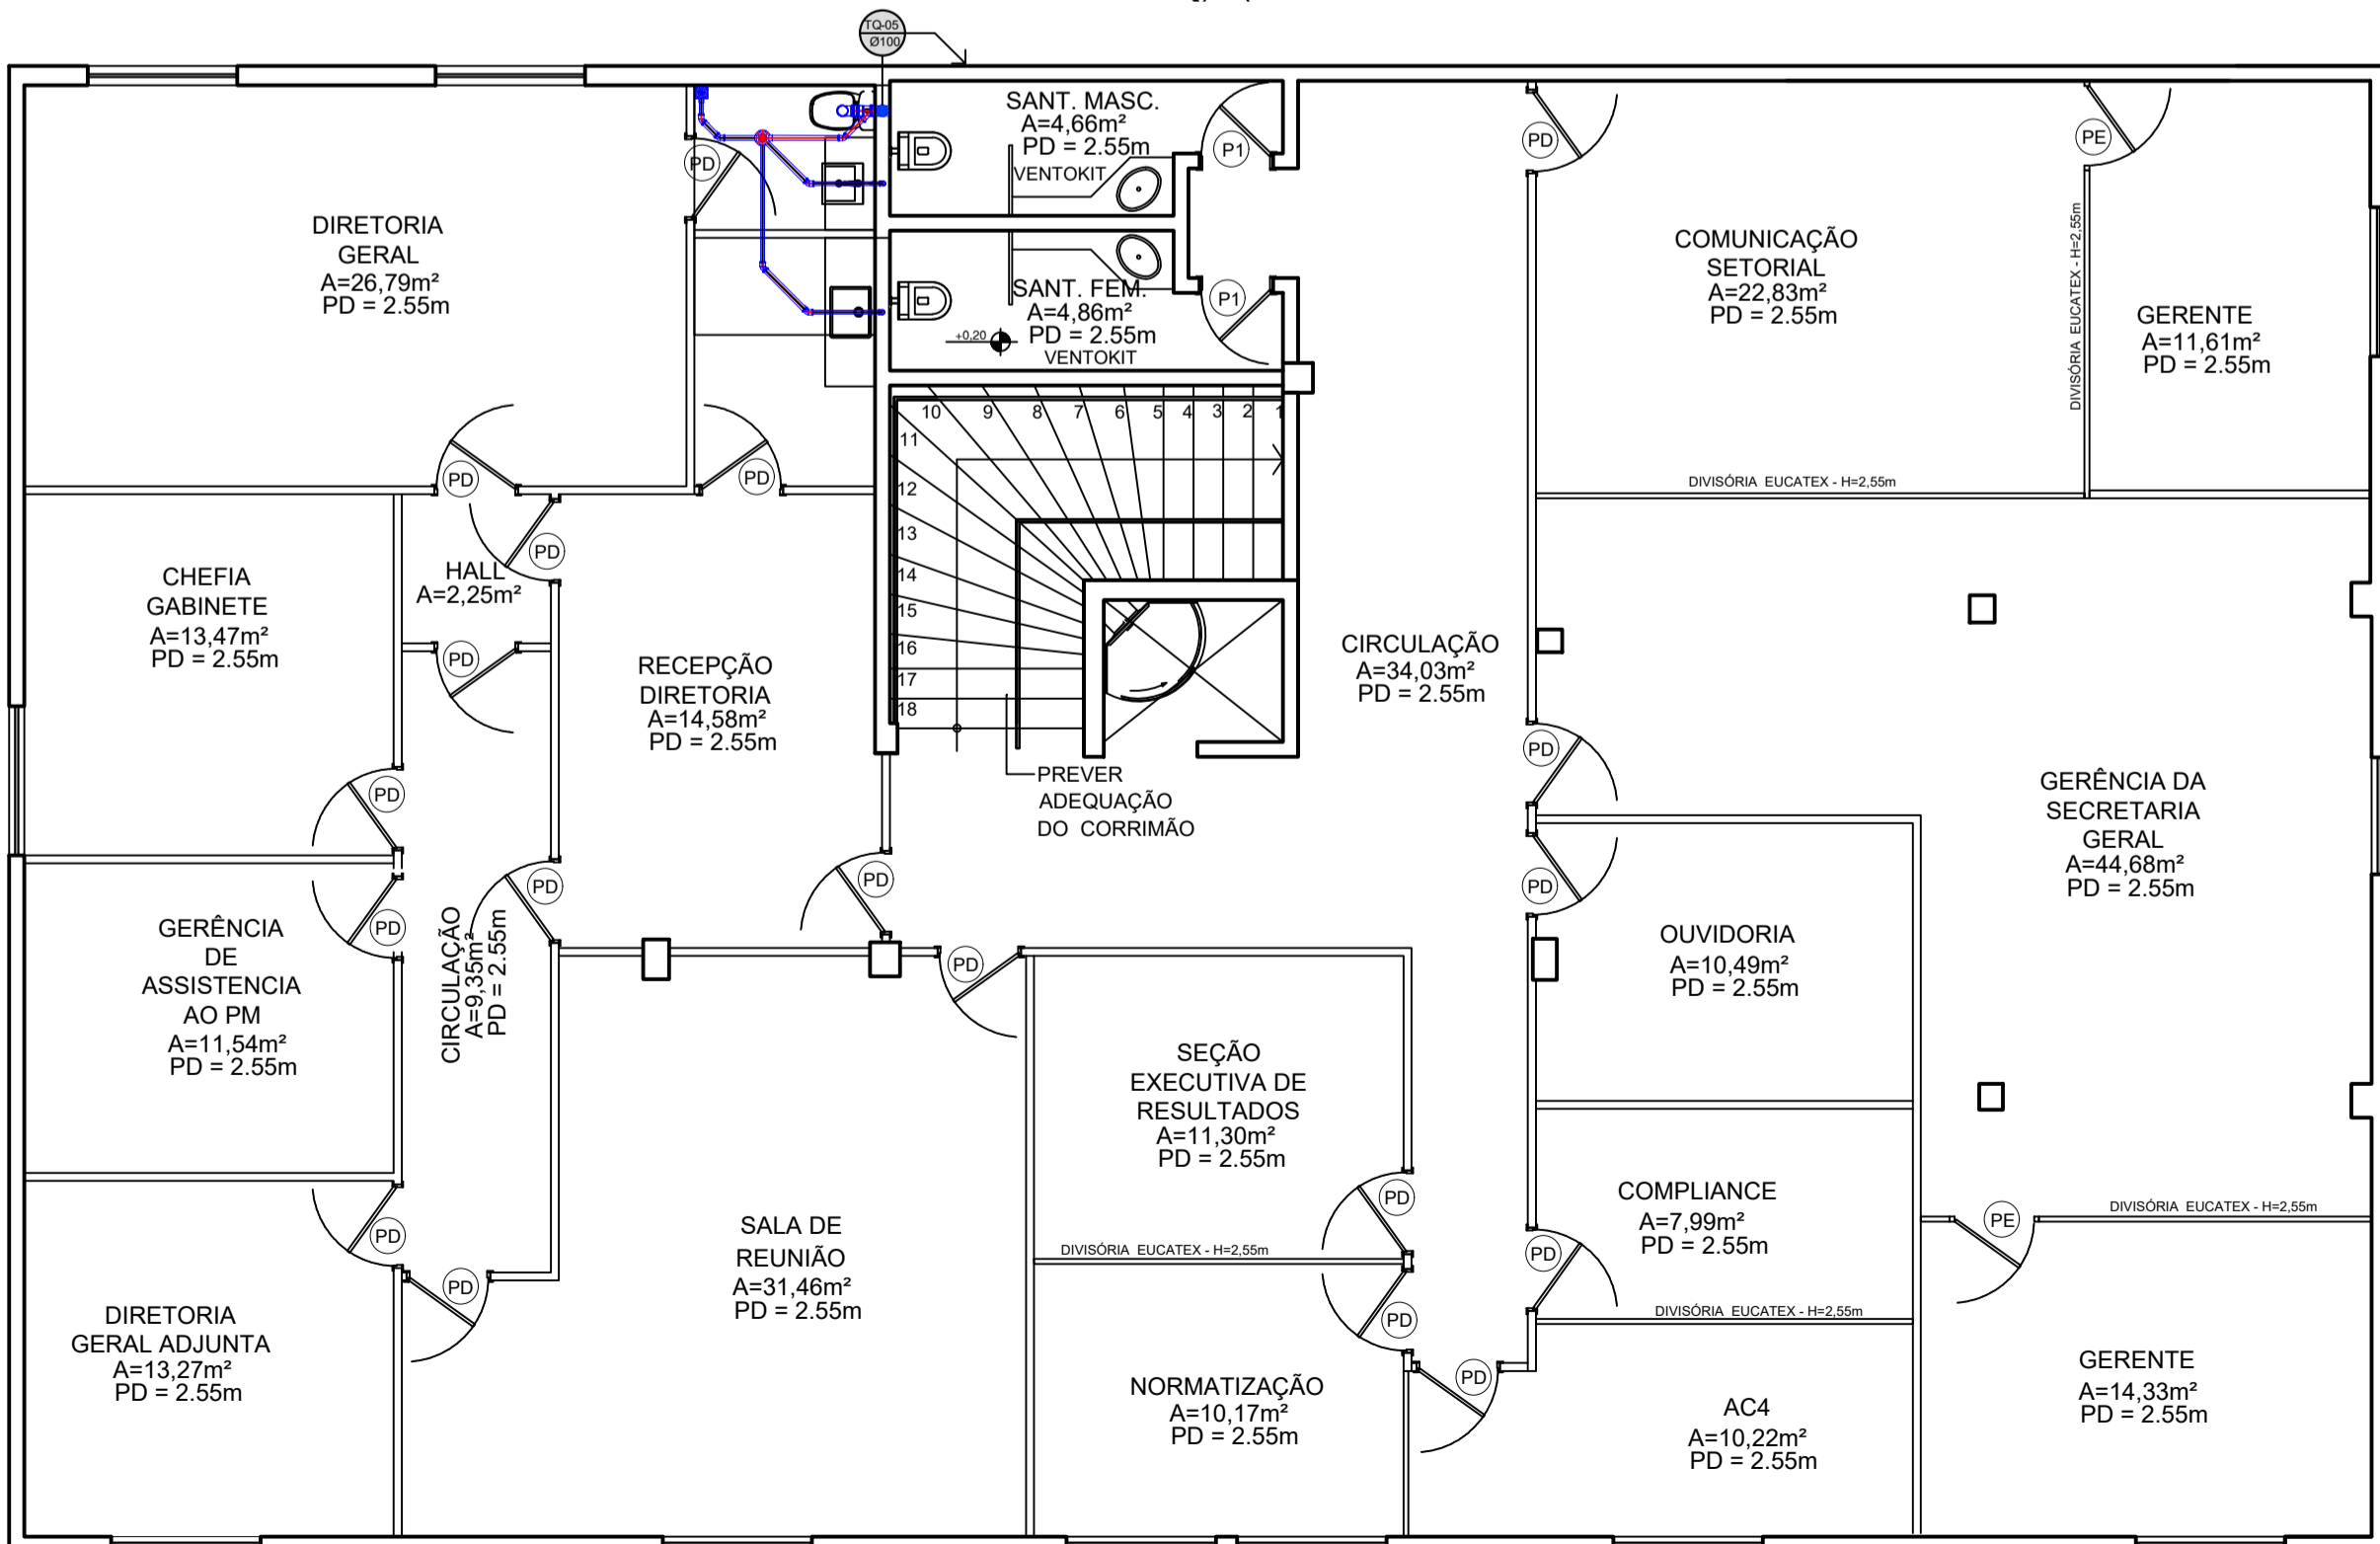 TQ-05
Ø100
SANT. MASC.
A=4,66m²
PD = 2.55m
VENTOKIT
P1
PD
PE
PD
DIRETORIA
GERAL
A=26,79m²
PD = 2.55m
COMUNICAÇÃO
SETORIAL
A=22,83m²
PD = 2.55m
DIVISÓRIA EUCATEX - H=2,55m
GERENTE
A=11,61m²
PD = 2.55m
SANT. FEM.
A=4,86m²
PD = 2.55m
VENTOKIT
+0,20
P1
1
2
3
4
5
6
7
8
9
10
11
12
13
14
15
16
17
18
PD
PD
DIVISÓRIA EUCATEX - H=2,55m
PD
CHEFIA
GABINETE
A=13,47m²
PD = 2.55m
HALL
A=2,25m²
PD
RECEPÇÃO
DIRETORIA
A=14,58m²
PD = 2.55m
CIRCULAÇÃO
A=34,03m²
PD = 2.55m
PD
PREVER
ADEQUAÇÃO
DO CORRIMÃO
GERÊNCIA DA
SECRETARIA
GERAL
A=44,68m²
PD = 2.55m
PD
PD
PD
PD
PD
GERÊNCIA
DE
ASSISTENCIA
AO PM
A=11,54m²
PD = 2.55m
CIRCULAÇÃO
A=9,35m²
PD = 2.55m
PD
OUVIDORIA
A=10,49m²
PD = 2.55m
SEÇÃO
EXECUTIVA DE
RESULTADOS
A=11,30m²
PD = 2.55m
PD
COMPLIANCE
A=7,99m²
PD = 2.55m
DIVISÓRIA EUCATEX - H=2,55m
PE
PD
PD
SALA DE
REUNIÃO
A=31,46m²
PD = 2.55m
DIVISÓRIA EUCATEX - H=2,55m
PD
PD
DIVISÓRIA EUCATEX - H=2,55m
DIRETORIA
GERAL ADJUNTA
A=13,27m²
PD = 2.55m
NORMATIZAÇÃO
A=10,17m²
PD = 2.55m
PD
AC4
A=10,22m²
PD = 2.55m
GERENTE
A=14,33m²
PD = 2.55m